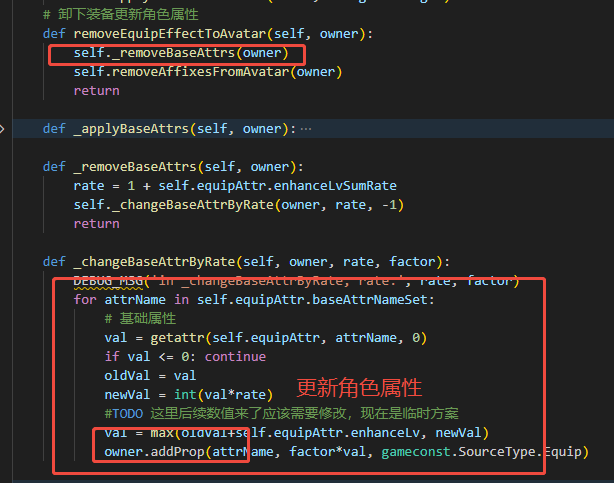 # 卸下装备更新角色属性
def removeEquipEffectToAvatar(self, owner):
self._removeBaseAttrs(owner)
self.removeAffixesFromAvatar(owner)
return
def _applyBaseAttrs(self, owner): ···
def _removeBaseAttrs(self, owner):
rate = 1 + self.equipAttr.enhanceLvSumRate
self._changeBaseAttrByRate(owner, rate, -1)
return
def _changeBaseAttrByRate(self, owner, rate, factor):
DEBUG_MSG('in _changeBaseAttrByRate, rate:', rate, factor)
for attrName in self.equipAttr.baseAttrNameSet:
# 基础属性
val = getattr(self.equipAttr, attrName, 0)
if val <= 0: continue
oldVal = val
newVal = int(val*rate)
更新角色属性
#TODO 这里后续数值来了应该需要修改，现在是临时方案
val = max(oldVal+self.equipAttr.enhanceLv, newVal)
owner.addProp(attrName, factor*val, gameconst.SourceType.Equip)